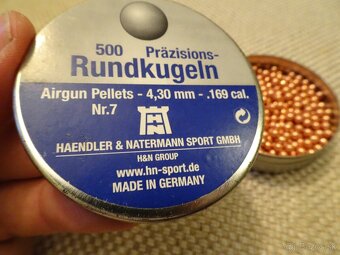 500 Präzisions-
Rundkugeln
Airgun Pellets - 4,30 mm - .169 cal.
Nr.7
HAENDLER & NATERMANN SPORT GMBH
H&N GROUP
www.hn-sport.de
MADE IN GERMANY